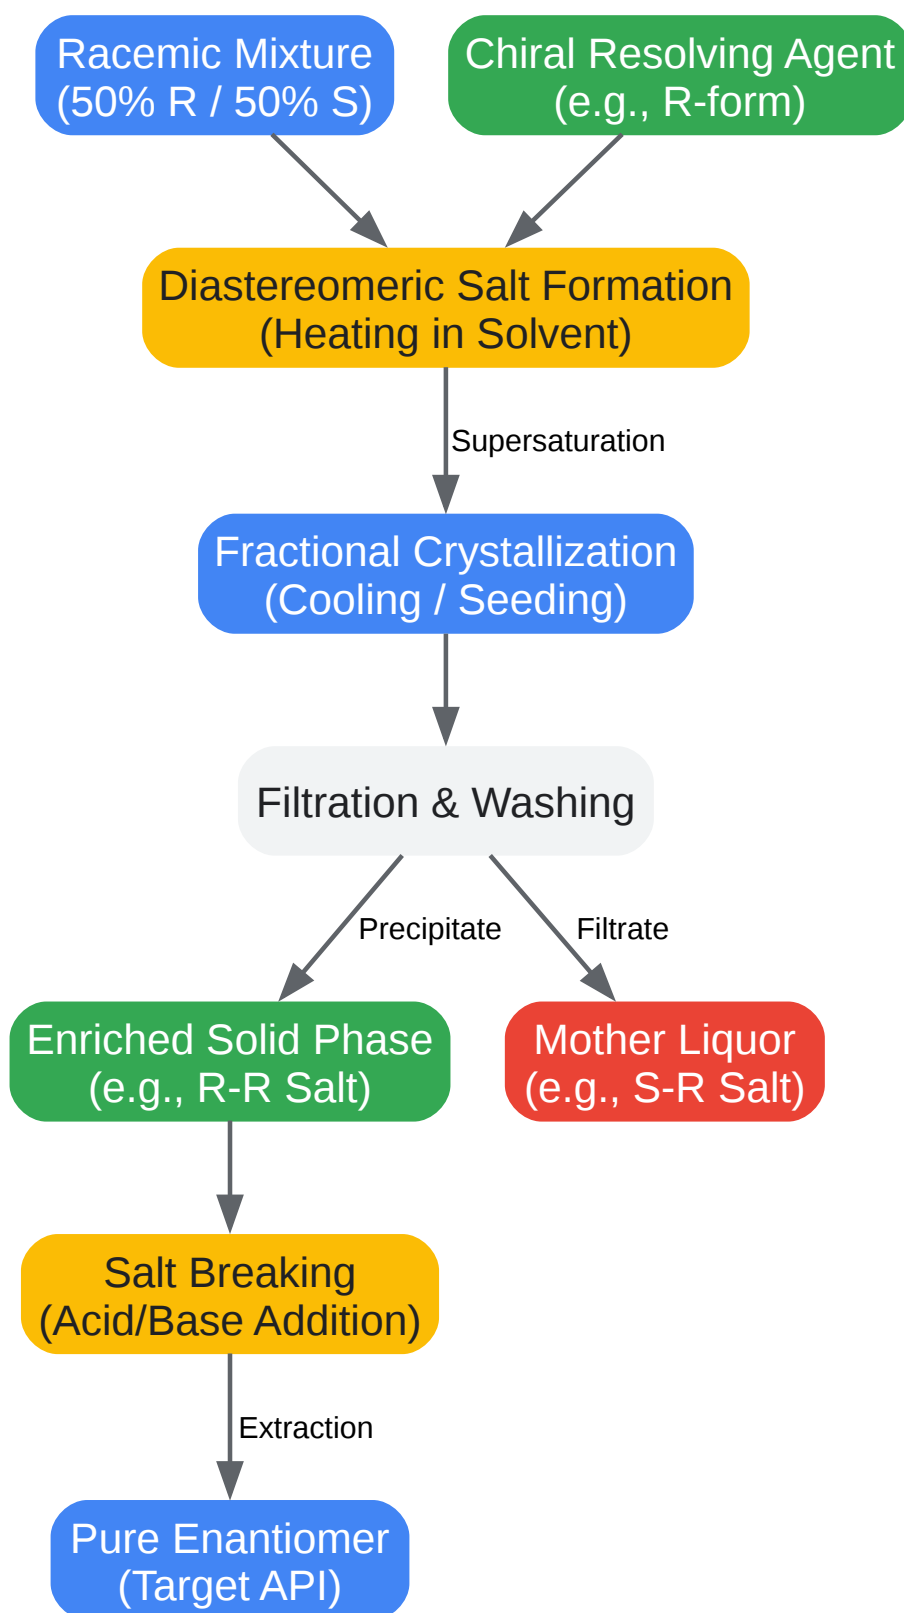 Racemic Mixture
(50% R / 50% S)
Chiral Resolving Agent
(e.g., R-form)
Diastereomeric Salt Formation
(Heating in Solvent)
Supersaturation
Fractional Crystallization
(Cooling / Seeding)
Filtration & Washing
Precipitate
Filtrate
Enriched Solid Phase
(e.g., R-R Salt)
Mother Liquor
(e.g., S-R Salt)
Salt Breaking
(Acid/Base Addition)
Extraction
Pure Enantiomer
(Target API)